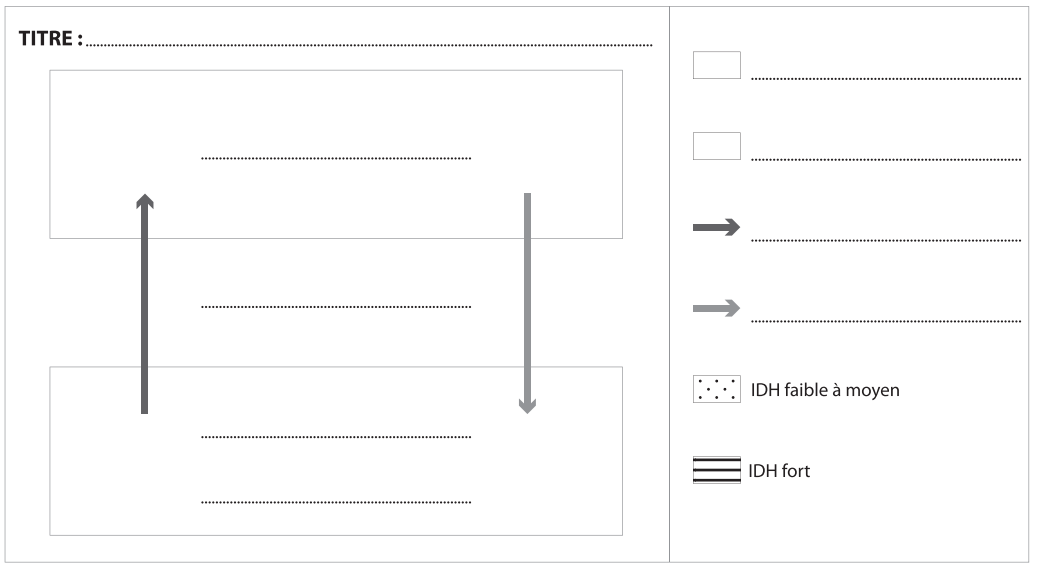 TITRE :
IDH faible à moyen
IDH fort